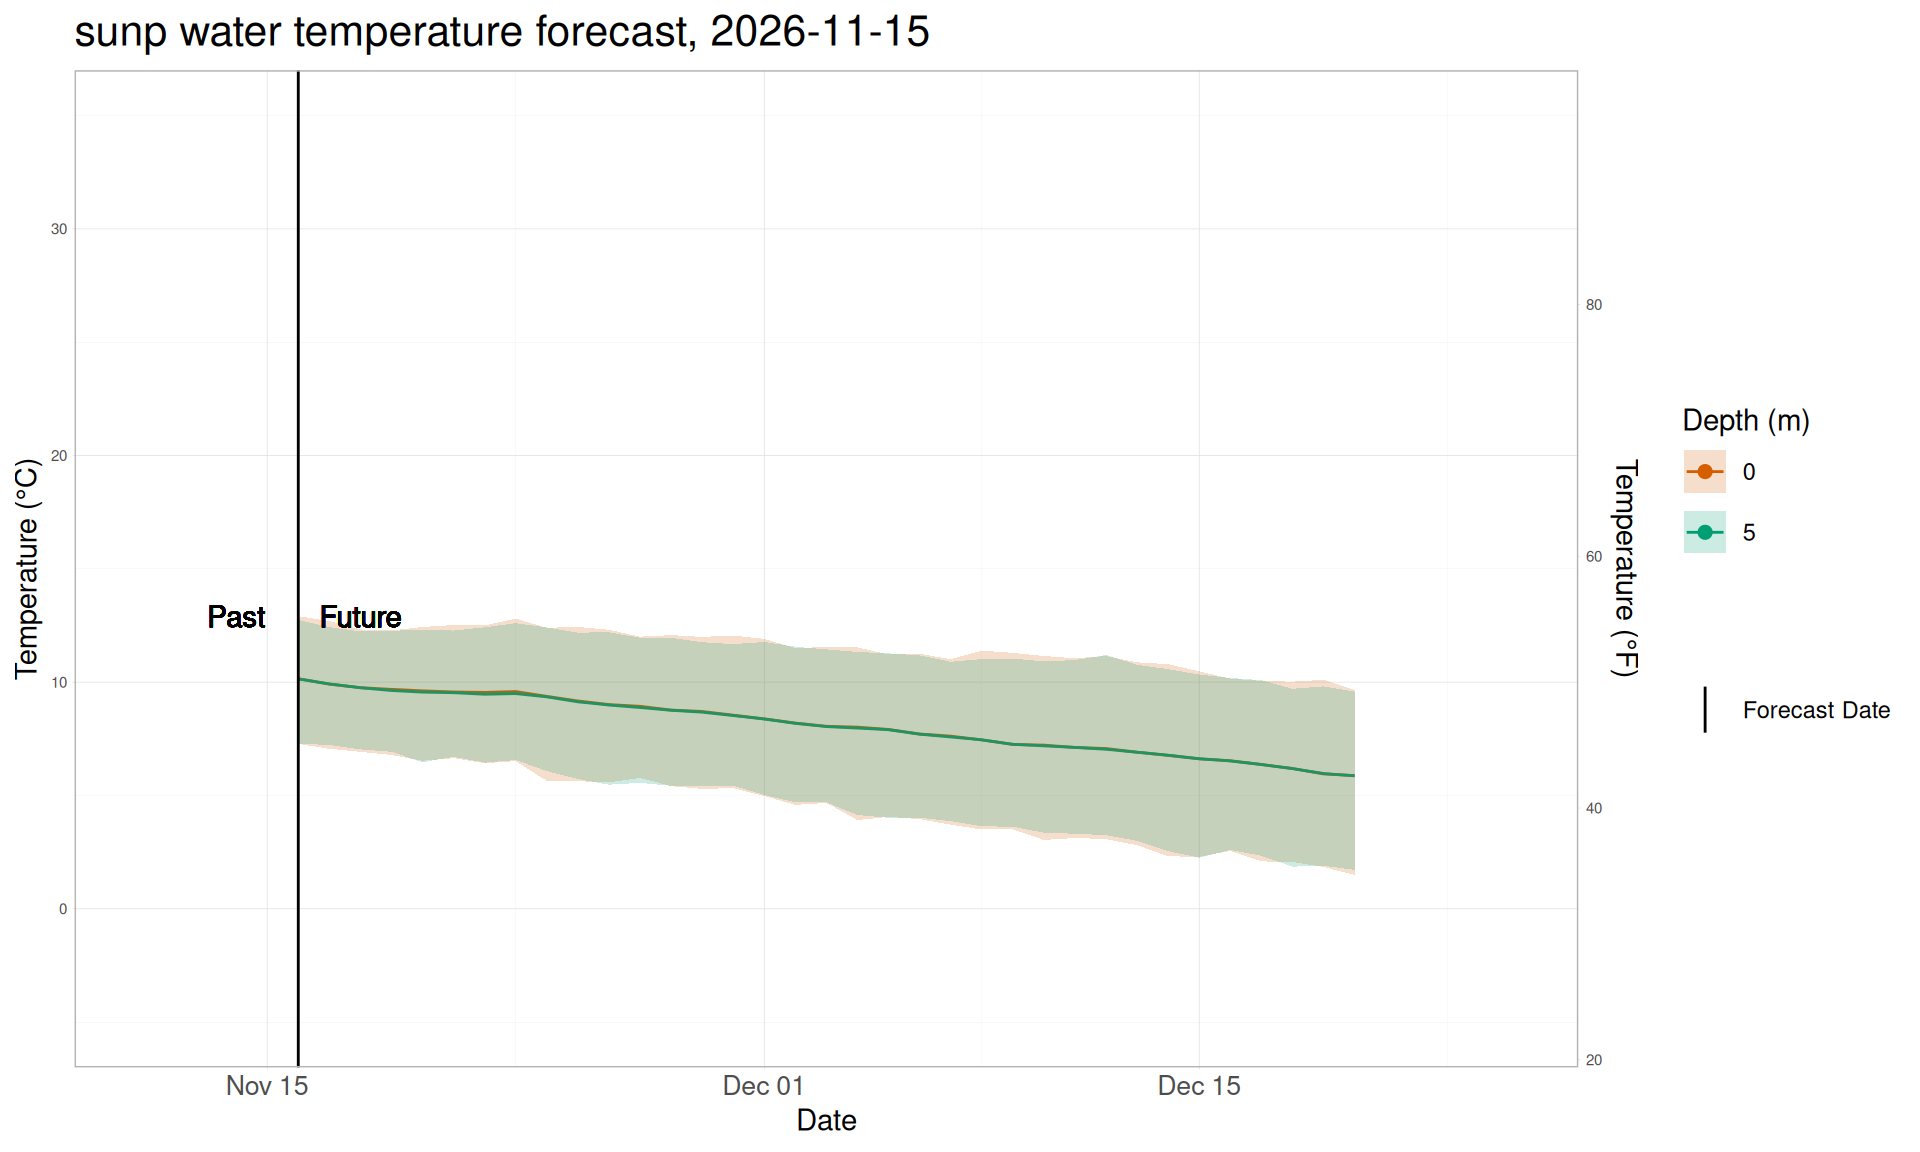 sunp water temperature forecast, 2026-11-15
Temperature (°C)
30
20
10
0
Past
Future
80
60
40
20
Temperature (°F)
Nov 15
Dec 01
Dec 15
Date
Depth (m)
0
5
Forecast Date